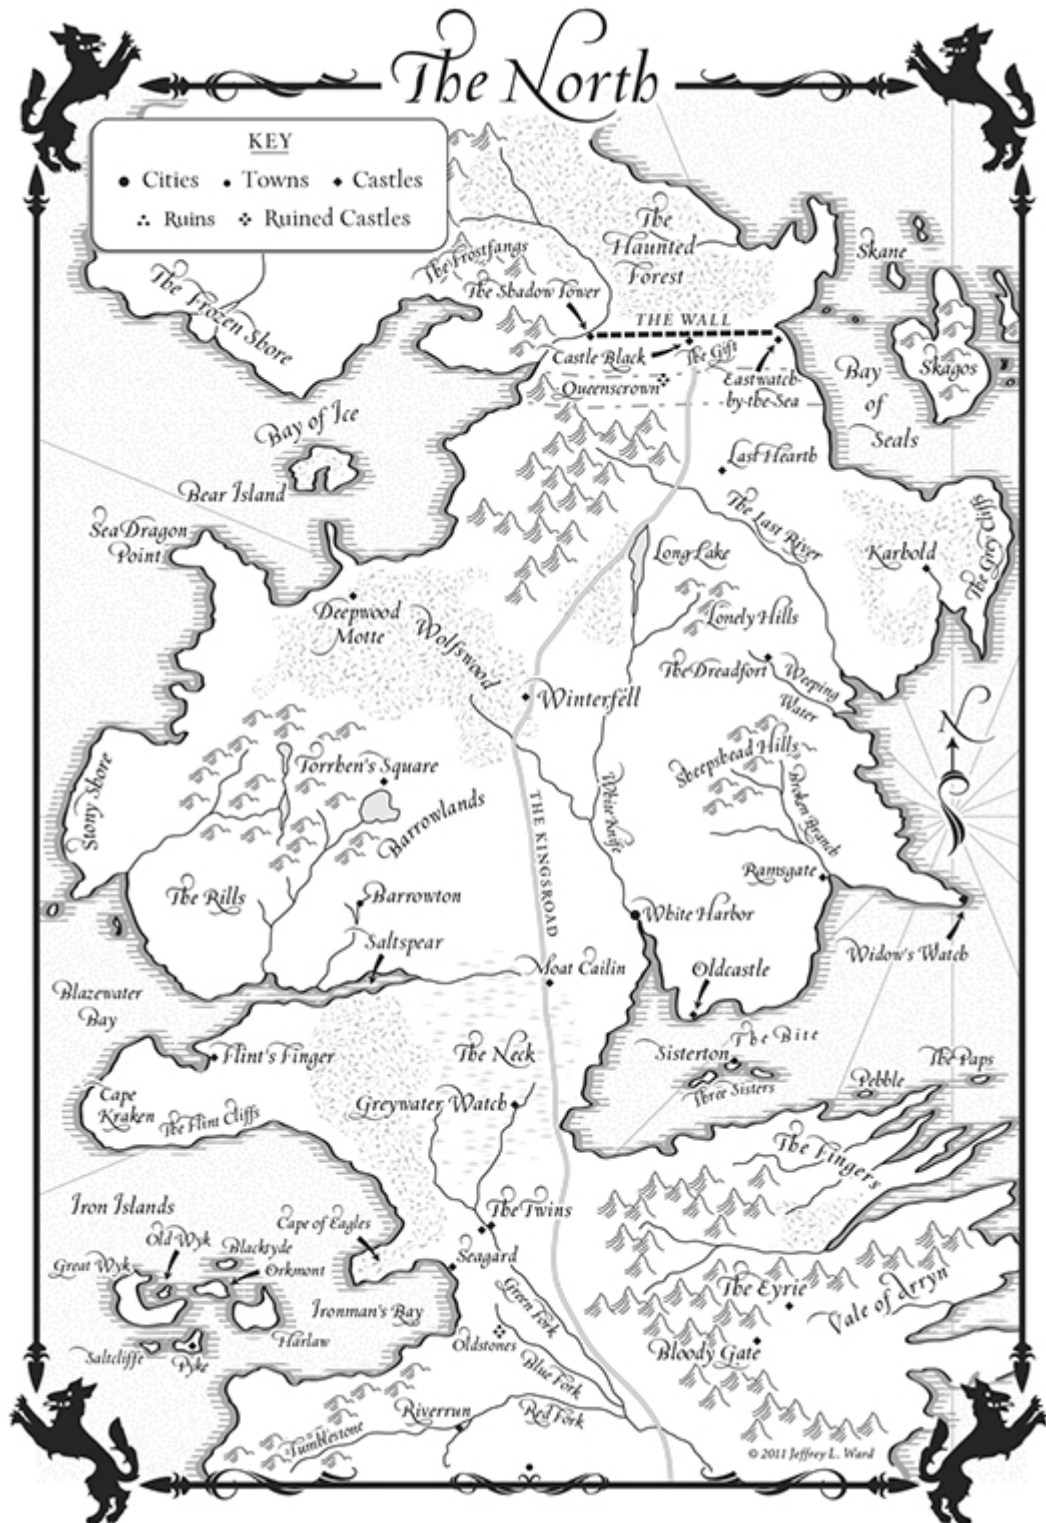 The North
KEY
Cities Towns Castles
Ruins Ruined Castles
The Frostfangs
The Haunted Forest
Skane
The Shadow Tower
The Frozen Shore
THE WALL
Castle Black
The Gift
Skagos
Queenscrown
Eastwatch-
by-the-Sea
Bay
of
Seals
Bay of Ice
Last Hearth
Bear Island
The Last River
The Grey Cliffs
Sea Dragon
Point
Long Lake
Karhold
Deepwood
Motte
Wolfswood
Lonely Hills
The Dreadfort
Weeping
Water
Winterfell
N
Stony Shore
Torrhen's Square
Sheepshead Hills
Barrowlands
THE KINGSROAD
White Knife
Broken Branch
Ramsgate
The Rills
Barrowton
White Harbor
Saltspear
Widow's Watch
Moat Cailin
Oldcastle
Blazewater
Bay
The Bite
Flint's Finger
The Neck
Sisterton
The Paps
Pebble
Three Sisters
Cape
Kraken
The Flint Cliffs
Greywater Watch
The Fingers
Iron Islands
Cape of Eagles
The Twins
Old Wyk
Blacktyde
Great Wyk
Orkmont
Seagard
Ironman's Bay
Green Fork
The Eyrie
Vale of Arryn
Harlaw
Saltcliffe
Pyke
Oldstones
Bloody Gate
Blue Fork
Riverrun
Red Fork
Tumblestone
© 2011 Jeffrey L. Ward